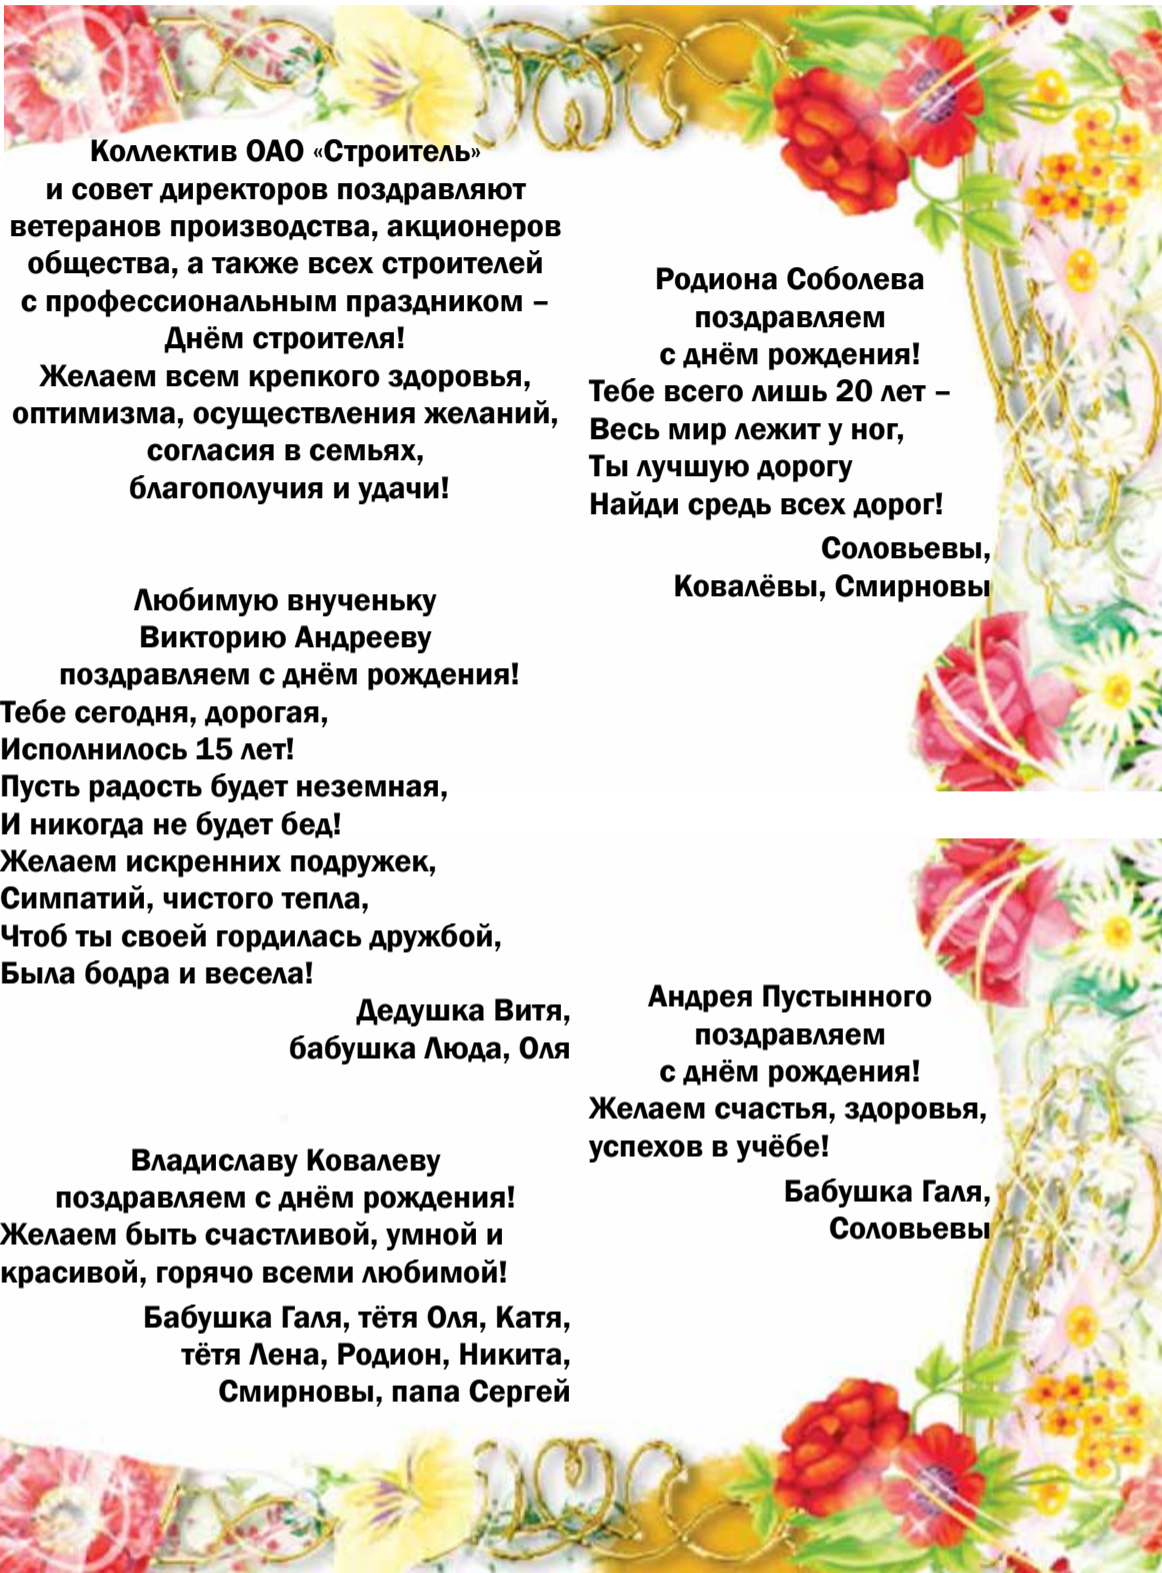 Коллектив ОАО «Строитель»
и совет директоров поздравляют
ветеранов производства, акционеров
общества, а также всех строителей
с профессиональным праздником –
Днём строителя!
Желаем всем крепкого здоровья,
оптимизма, осуществления желаний,
согласия в семьях,
благополучия и удачи!
Любимую внученьку
Викторию Андрееву
поздравляем с днём рождения!
Тебе сегодня, дорогая,
Исполнилось 15 лет!
Пусть радость будет неземная,
И никогда не будет бед!
Желаем искренних подружек,
Симпатий, чистого тепла,
Чтоб ты своей гордилась дружбой,
Была бодра и весела!
Дедушка Витя,
бабушка Люда, Оля
Владиславу Ковалеву
поздравляем с днём рождения!
Желаем быть счастливой, умной и
красивой, горячо всеми любимой!
Бабушка Галя, тётя Оля, Катя,
тётя Лена, Родион, Никита,
Смирновы, папа Сергей
Родиона Соболева
поздравляем
с днём рождения!
Тебе всего лишь 20 лет –
Весь мир лежит у ног,
Ты лучшую дорогу
Найди средь всех дорог!
Соловьевы,
Ковалёвы, Смирновы
Андрея Пустынного
поздравляем
с днём рождения!
Желаем счастья, здоровья,
успехов в учёбе!
Бабушка Галя,
Соловьевы